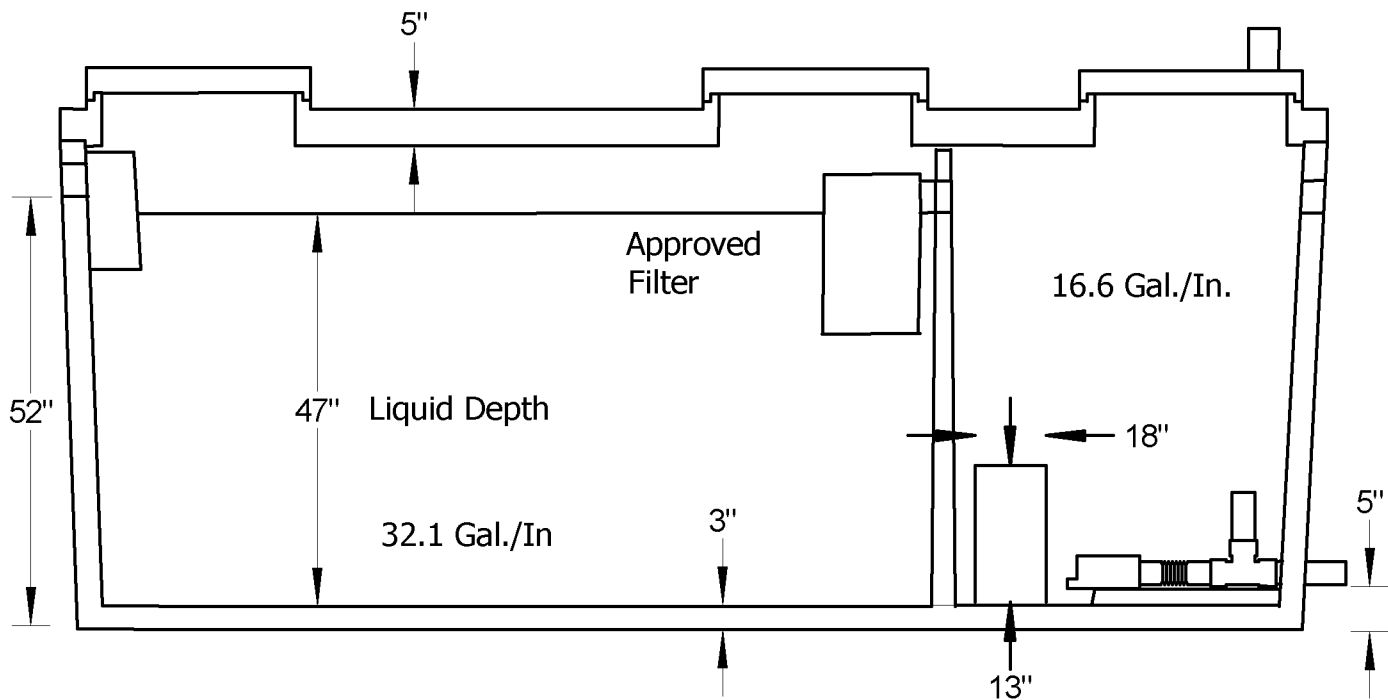 5"
Approved
Filter
16.6 Gal./In.
52"
47" Liquid Depth
18"
32.1 Gal./In
3"
5"
13"